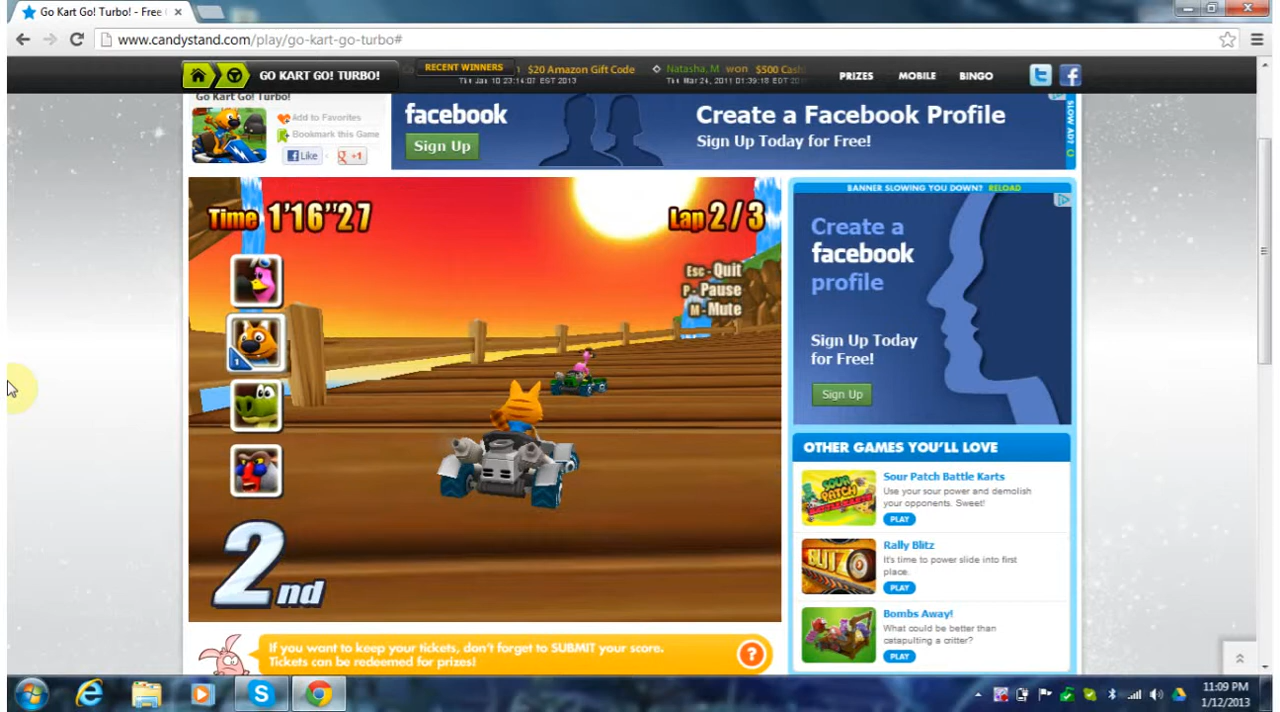 Go Kart Go! Turbo! - Free
www.candystand.com/play/go-kart-go-turbo#
GO KART GO! TURBO!
RECENT WINNERS
$20 Amazon Gift Code
Natasha, M won $500 Cash
PRIZES
MOBILE
BINGO
Go Kart Go! Turbo!
Add to Favorites
Bookmark this Game
Like
+1
facebook
Sign Up
Create a Facebook Profile
Sign Up Today for Free!
SLOW AD?
Time 1'16"27
Lap 2/3
Esc - Quit
P - Pause
M - Mute
1
2nd
BANNER SLOWING YOU DOWN? RELOAD
Create a
facebook
profile
Sign Up Today
for Free!
Sign Up
OTHER GAMES YOU'LL LOVE
SOUR PATCH
Sour Patch Battle Karts
Use your sour power and demolish
your opponents. Sweet!
PLAY
BLITZ
Rally Blitz
It's time to power slide into first
place.
PLAY
Bombs Away!
What could be better than
catapulting a critter?
PLAY
If you want to keep your tickets, don't forget to SUBMIT your score.
Tickets can be redeemed for prizes!
?
11:09 PM
1/12/2013